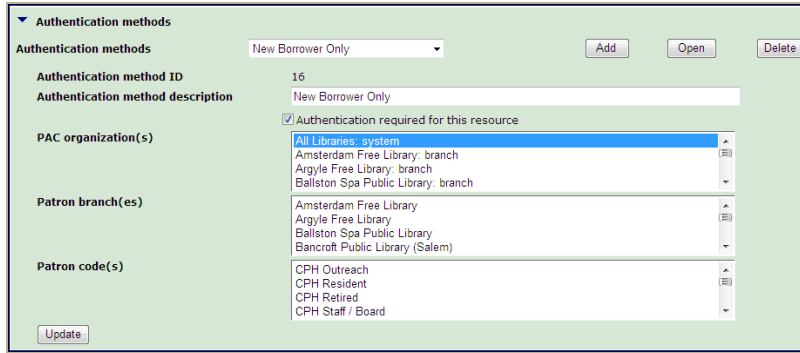 Authentication methods
Authentication methods New Borrower Only Add Open Delete
Authentication method ID 16
Authentication method description New Borrower Only
Authentication required for this resource
PAC organization(s) All Libraries: system
Amsterdam Free Library: branch
Argyle Free Library: branch
Ballston Spa Public Library: branch
Patron branch(es) Amsterdam Free Library
Argyle Free Library
Ballston Spa Public Library
Bancroft Public Library (Salem)
Patron code(s) CPH Outreach
CPH Resident
CPH Retired
CPH Staff / Board
Update